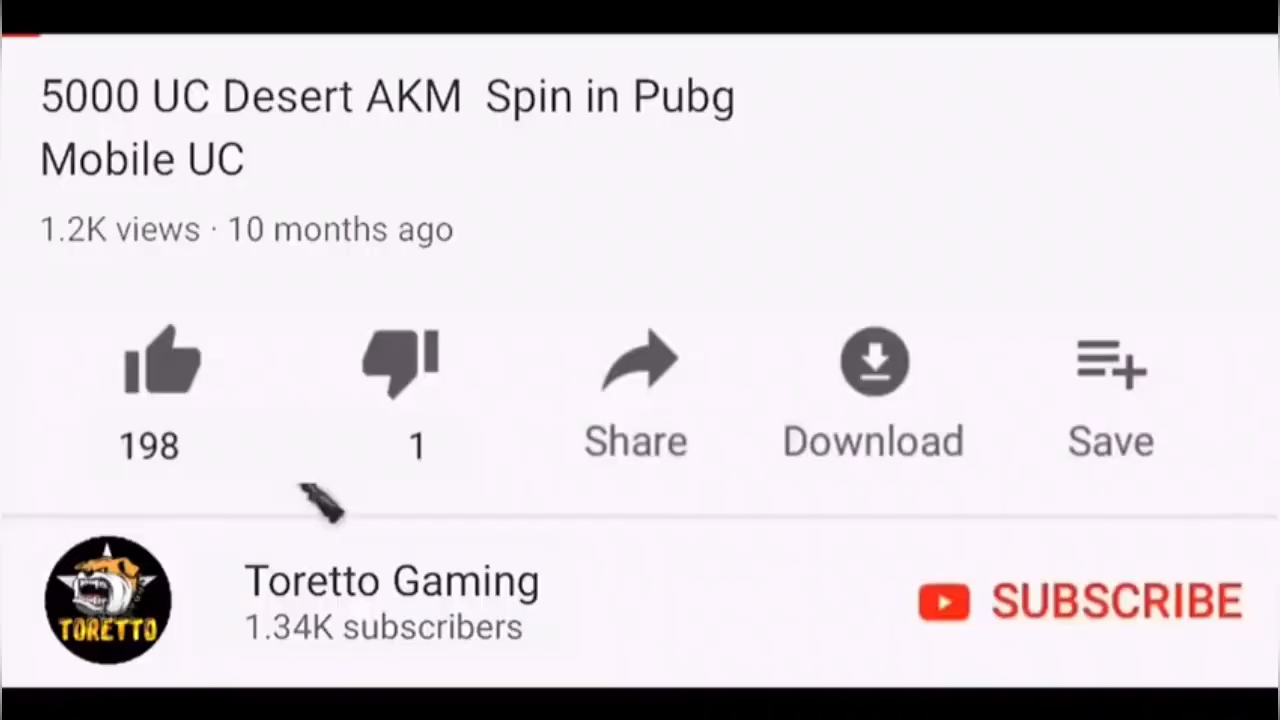 5000 UC Desert AKM  Spin in Pubg
Mobile UC
1.2K views · 10 months ago
198
1
Share
Download
Save
TORETTO
Toretto Gaming
1.34K subscribers
SUBSCRIBE